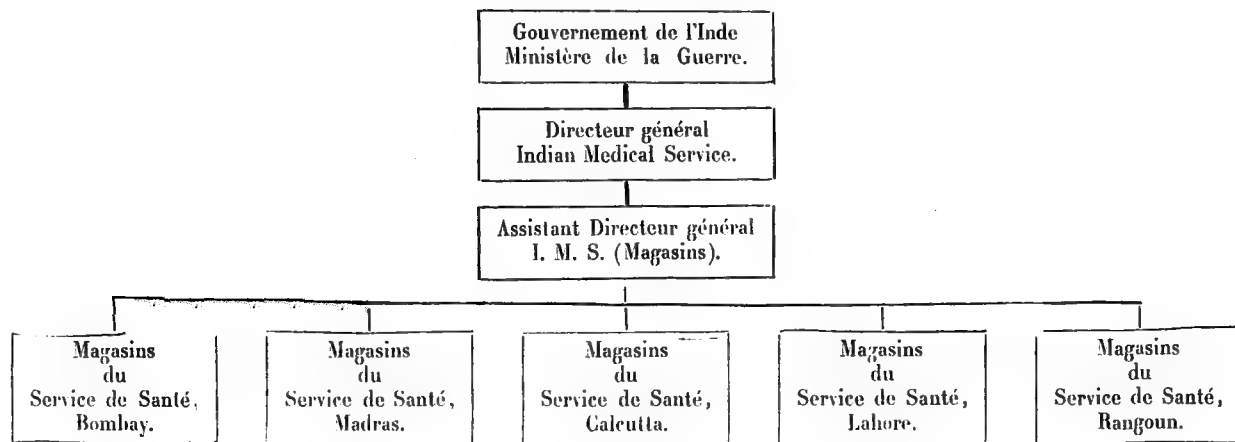 Gouvernement de l'Inde
Ministère de la Guerre.
Directeur général
Indian Medical Service.
Assistant Directeur général
I. M. S. (Magasins).
Magasins
du
Service de Santé,
Bombay.
Magasins
du
Service de Santé,
Madras.
Magasins
du
Service de Santé,
Calcutta.
Magasins
du
Service de Santé,
Lahore.
Magasins
du
Service de Santé,
Rangoun.